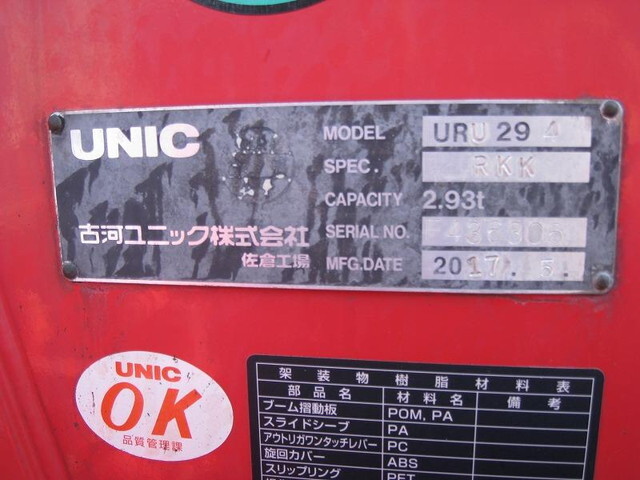 UNIC
MODEL URU 29 4
SPEC. RKK
CAPACITY 2.93t
古河ユニック株式会社 SERIAL NO.
佐倉工場 MFG.DATE 2017. 5.
UNIC
OK
品質管理課
架装物樹脂材料表
部品名 材料名 備考
ブーム摺動板 POM, PA
スライドシーブ PA
アウトリガワンタッチレバー PC
旋回カバー ABS
スリップリング PET